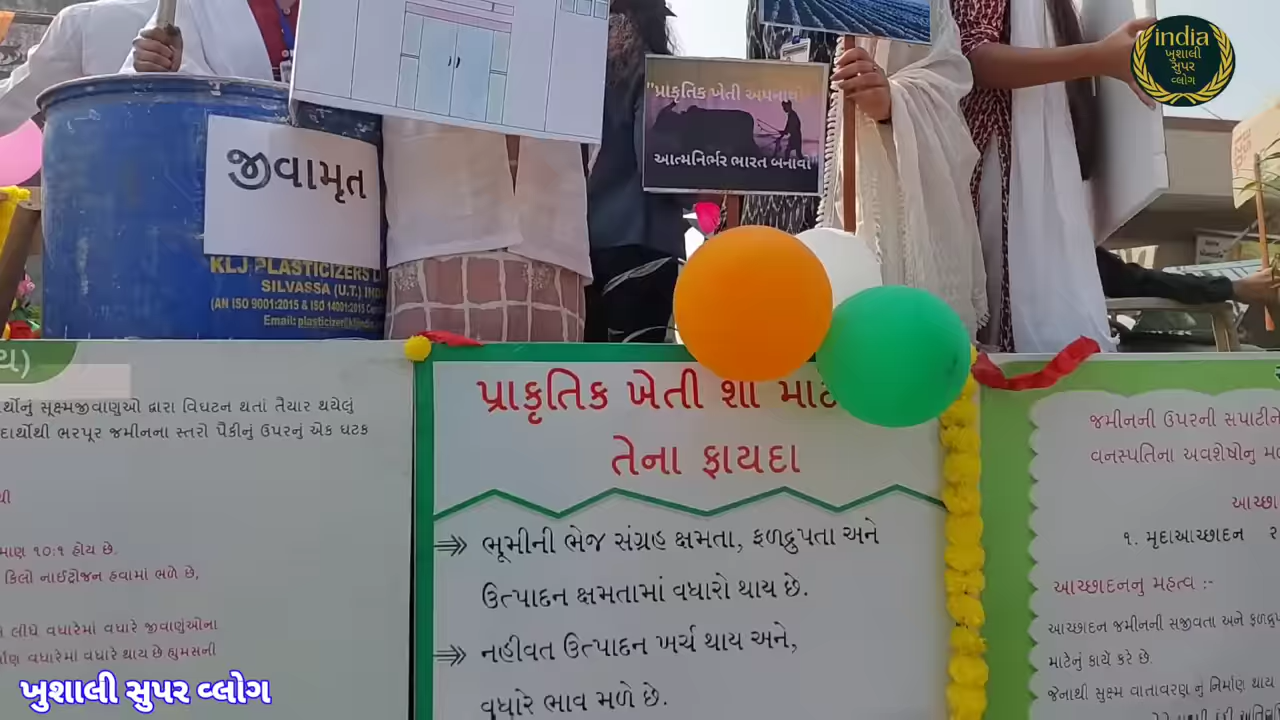 india
ખુશાલી
સુપર
વ્લોગ
"પ્રાકૃતિક ખેતી અપનાવો
આત્મનિર્ભર ભારત બનાવો"
જીવામૃત
KLJ PLASTICIZERS
SILVASSA (U.T.)
(AN ISO 9001:2015 & ISO 14001:2015
Email:
સૂક્ષ્મજીવાણુઓ દ્વારા વિઘટન થતાં તૈયાર થયેલું
ભરપૂર જમીનના સ્તરો પૈકીનું ઉપરનું એક ઘટક
૧૦:૧ હોય છે.
કિલો નાઈટ્રોજન હવામાં ભળે છે,
લીધે વધારેમાં વધારે જીવાણુંઓના
વધારેમાં વધારે થાય છે હ્યુમસની
પ્રાકૃતિક ખેતી શા
તેના ફાયદા
ભૂમીની ભેજ સંગ્રહ ક્ષમતા, ફળદ્રુપતા અને
ઉત્પાદન ક્ષમતામાં વધારો થાય છે.
નહીવત ઉત્પાદન ખર્ચ થાય અને,
વધારે ભાવ મળે છે.
જમીનની ઉપરની
વનસ્પતિના અવશેષોનુ
૧. મૃદાઆચ્છાદન ૨
આચ્છાદનનુ મહત્વ :-
આચ્છાદન જમીનની સજીવતા અને
માટેનું કાર્ય કરે છે.
જેનાથી સુક્ષ્મ વાતાવરણ નું નિર્માણ થાય
ખુશાલી સુપર વ્લોગ